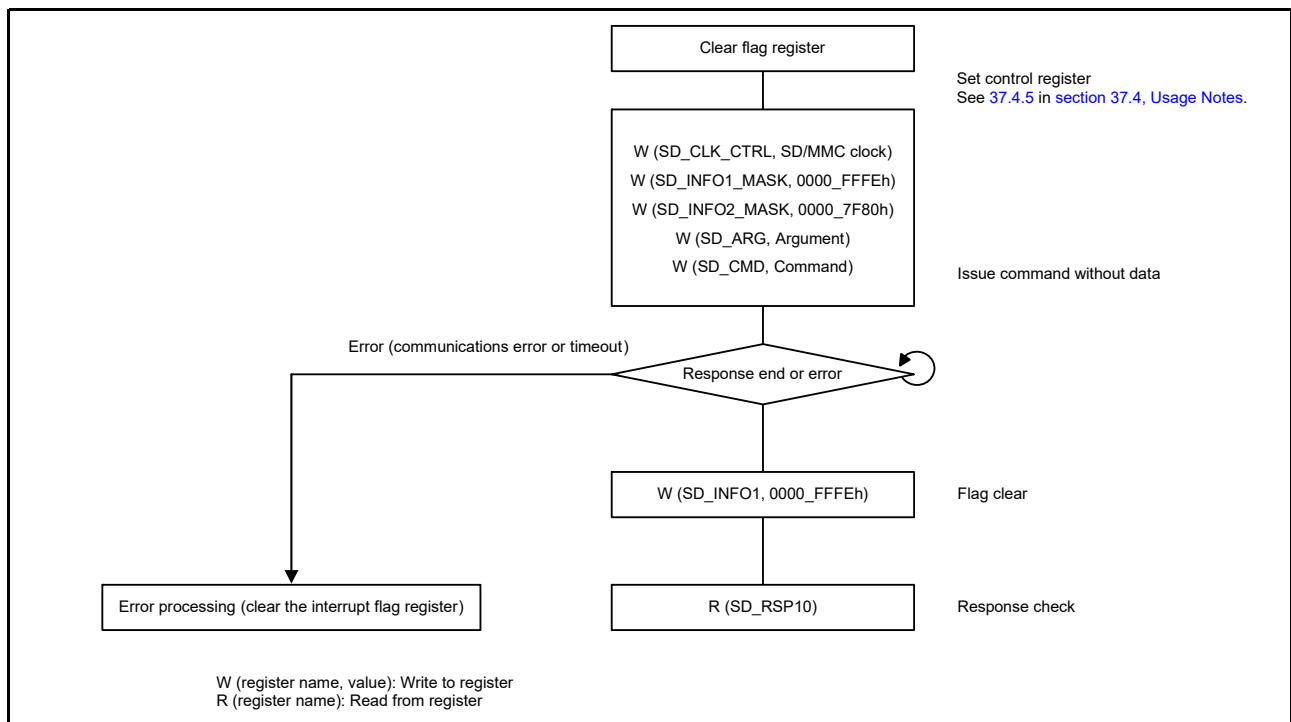 Clear flag register
Set control register
See 37.4.5 in section 37.4, Usage Notes.
W (SD_CLK_CTRL, SD/MMC clock)
W (SD_INFO1_MASK, 0000_FFFEh)
W (SD_INFO2_MASK, 0000_7F80h)
W (SD_ARG, Argument)
W (SD_CMD, Command)
Issue command without data
Error (communications error or timeout)
Response end or error
W (SD_INFO1, 0000_FFFEh)
Flag clear
Error processing (clear the interrupt flag register)
R (SD_RSP10)
Response check
W (register name, value): Write to register
R (register name): Read from register